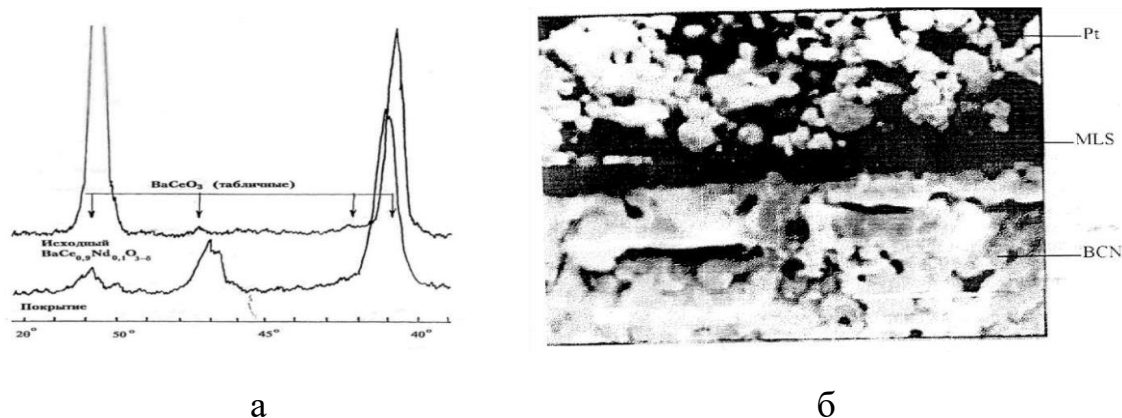 BaCeO₃ (табличные)
Исходный
BaCe₀,₉Nd₀,₁O₃₋δ
Покрытие
20° 50° 45° 40°
Pt
MLS
BCN
а б